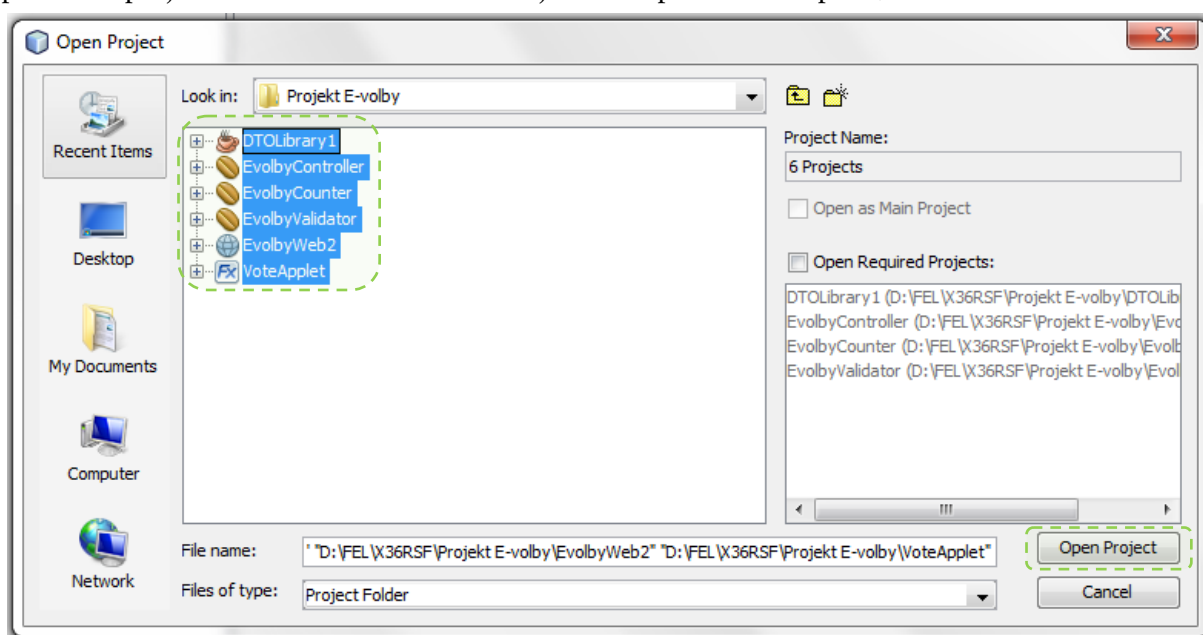 Open Project
X
Look in:
Projekt E-volby
Recent Items
Desktop
My Documents
Computer
Network
DTOLibrary1
EvolbyController
EvolbyCounter
EvolbyValidator
EvolbyWeb2
Fx VoteApplet
Project Name:
6 Projects
Open as Main Project
Open Required Projects:
DTOLibrary1 (D:\FEL\X36RSF\Projekt E-volby\DTOLib
EvolbyController (D:\FEL\X36RSF\Projekt E-volby\Evo
EvolbyCounter (D:\FEL\X36RSF\Projekt E-volby\Evolb
EvolbyValidator (D:\FEL\X36RSF\Projekt E-volby\Evol
File name:
' "D:\FEL\X36RSF\Projekt E-volby\EvolbyWeb2" "D:\FEL\X36RSF\Projekt E-volby\VoteApplet"
Open Project
Files of type:
Project Folder
Cancel